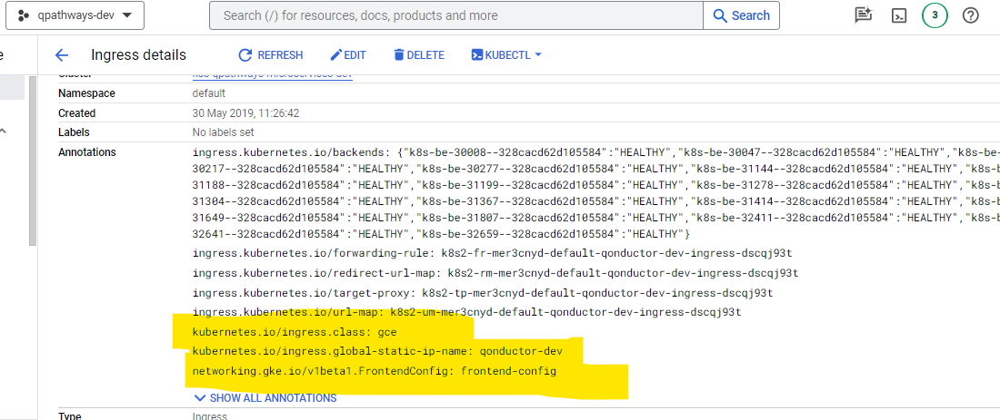 qpathways-dev
Search (/) for resources, docs, products and more
Search
3
e
Ingress details
REFRESH
EDIT
DELETE
KUBECTL
Namespace
default
Created
30 May 2019, 11:26:42
Labels
No labels set
Annotations
ingress.kubernetes.io/backends: {"k8s-be-30008--328cacd62d105584":"HEALTHY","k8s-be-30047--328cacd62d105584":"HEALTHY","k8s-be-
30217--328cacd62d105584":"HEALTHY","k8s-be-30277--328cacd62d105584":"HEALTHY","k8s-be-31144--328cacd62d105584":"HEALTHY","k8s-b
31188--328cacd62d105584":"HEALTHY","k8s-be-31199--328cacd62d105584":"HEALTHY","k8s-be-31278--328cacd62d105584":"HEALTHY","k8s-b
31304--328cacd62d105584":"HEALTHY","k8s-be-31367--328cacd62d105584":"HEALTHY","k8s-be-31414--328cacd62d105584":"HEALTHY","k8s-b
31649--328cacd62d105584":"HEALTHY","k8s-be-31807--328cacd62d105584":"HEALTHY","k8s-be-32411--328cacd62d105584":"HEALTHY","k8s-b
32641--328cacd62d105584":"HEALTHY","k8s-be-32659--328cacd62d105584":"HEALTHY"}
ingress.kubernetes.io/forwarding-rule: k8s2-fr-mer3cnyd-default-qonductor-dev-ingress-dscqj93t
ingress.kubernetes.io/redirect-url-map: k8s2-rm-mer3cnyd-default-qonductor-dev-ingress-dscqj93t
ingress.kubernetes.io/target-proxy: k8s2-tp-mer3cnyd-default-qonductor-dev-ingress-dscqj93t
ingress.kubernetes.io/url-map: k8s2-um-mer3cnyd-default-qonductor-dev-ingress-dscqj93t
kubernetes.io/ingress.class: gce
kubernetes.io/ingress.global-static-ip-name: qonductor-dev
networking.gke.io/v1beta1.FrontendConfig: frontend-config
SHOW ALL ANNOTATIONS
Type
Ingress